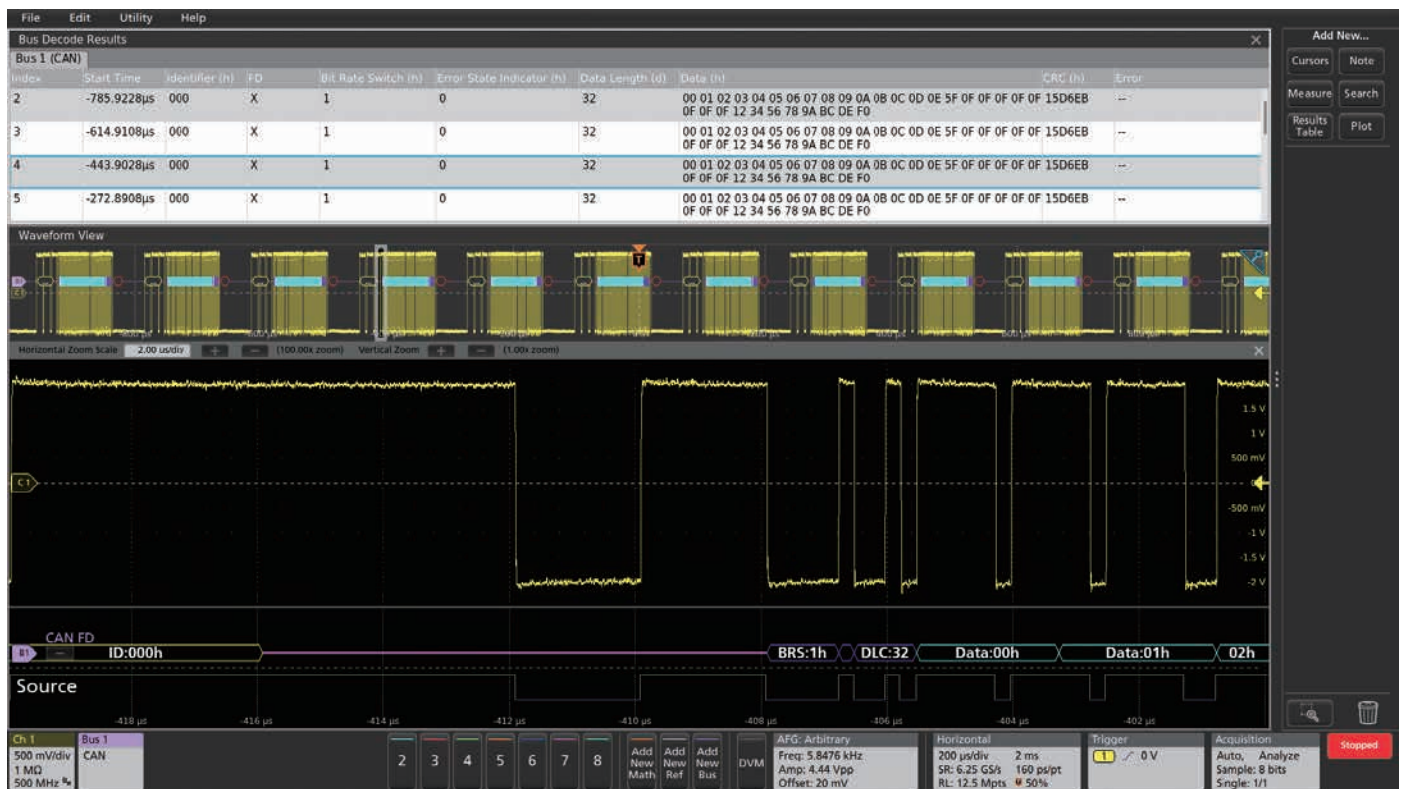 File Edit Utility Help
Bus Decode Results
Bus 1 (CAN)
Index Start Time Identifier (h) FD Bit Rate Switch (h) Error State Indicator (h) Data Length (d) Data (h) CRC (h) Error
2 -785.9228µs 000 X 1 0 32 00 01 02 03 04 05 06 07 08 09 0A 0B 0C 0D 0E 5F 0F 0F 0F 0F 0F 15D6EB --
0F 0F 0F 12 34 56 78 9A BC DE F0
3 -614.9108µs 000 X 1 0 32 00 01 02 03 04 05 06 07 08 09 0A 0B 0C 0D 0E 5F 0F 0F 0F 0F 0F 15D6EB --
0F 0F 0F 12 34 56 78 9A BC DE F0
4 -443.9028µs 000 X 1 0 32 00 01 02 03 04 05 06 07 08 09 0A 0B 0C 0D 0E 5F 0F 0F 0F 0F 0F 15D6EB --
0F 0F 0F 12 34 56 78 9A BC DE F0
5 -272.8908µs 000 X 1 0 32 00 01 02 03 04 05 06 07 08 09 0A 0B 0C 0D 0E 5F 0F 0F 0F 0F 0F 15D6EB --
0F 0F 0F 12 34 56 78 9A BC DE F0
Add New...
Cursors Note
Measure Search
Results Plot
Table
Waveform View
T
Horizontal Zoom Scale 2.00 us/div + — (100.00x zoom) Vertical Zoom + — (1.00x zoom)
1.5 V
1 V
500 mV
C1
-500 mV
-1 V
-1.5 V
-2 V
CAN FD
B1 ID:000h BRS:1h DLC:32 Data:00h Data:01h 02h
Source
-418 µs -416 µs -414 µs -412 µs -410 µs -408 µs -406 µs -404 µs -402 µs
Ch 1
500 mV/div
1 MΩ
500 MHz
Bus 1
CAN
2 3 4 5 6 7 8
Add New Math
Add New Ref
Add New Bus
DVM
AFG: Arbitrary
Freq: 5.8476 kHz
Amp: 4.44 Vpp
Offset: 20 mV
Horizontal
200 µs/div 2 ms
SR: 6.25 GS/s 160 ps/pt
RL: 12.5 Mpts 50%
Trigger
1 0 V
Acquisition
Auto, Analyze
Sample: 8 bits
Single: 1/1
Stopped